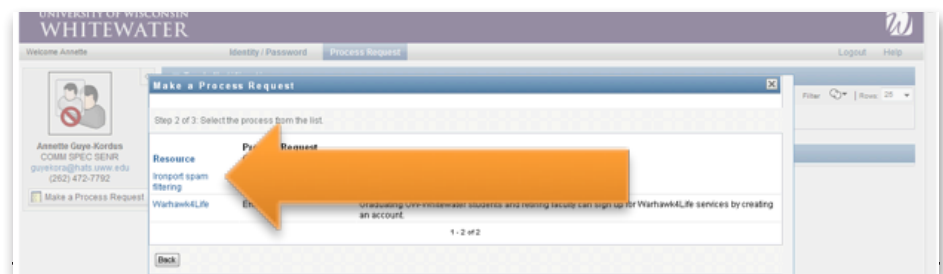 UNIVERSITY OF WISCONSIN
WHITEWATER
Welcome Annette Identity / Password Process Request Logout Help
Make a Process Request
Filter Rows 25
Step 2 of 3: Select the process from the list.
Annette Guye-Kordus
COMM SPEC SENR
guyekora@hats.uww.edu
(262) 472-7792
Make a Process Request
Request
Resource
Ironport spam
filtering
Warhawk4Life
Graduating UW-Whitewater students and retiring faculty can sign up for Warhawk4Life services by creating
an account.
1 - 2 of 2
Back